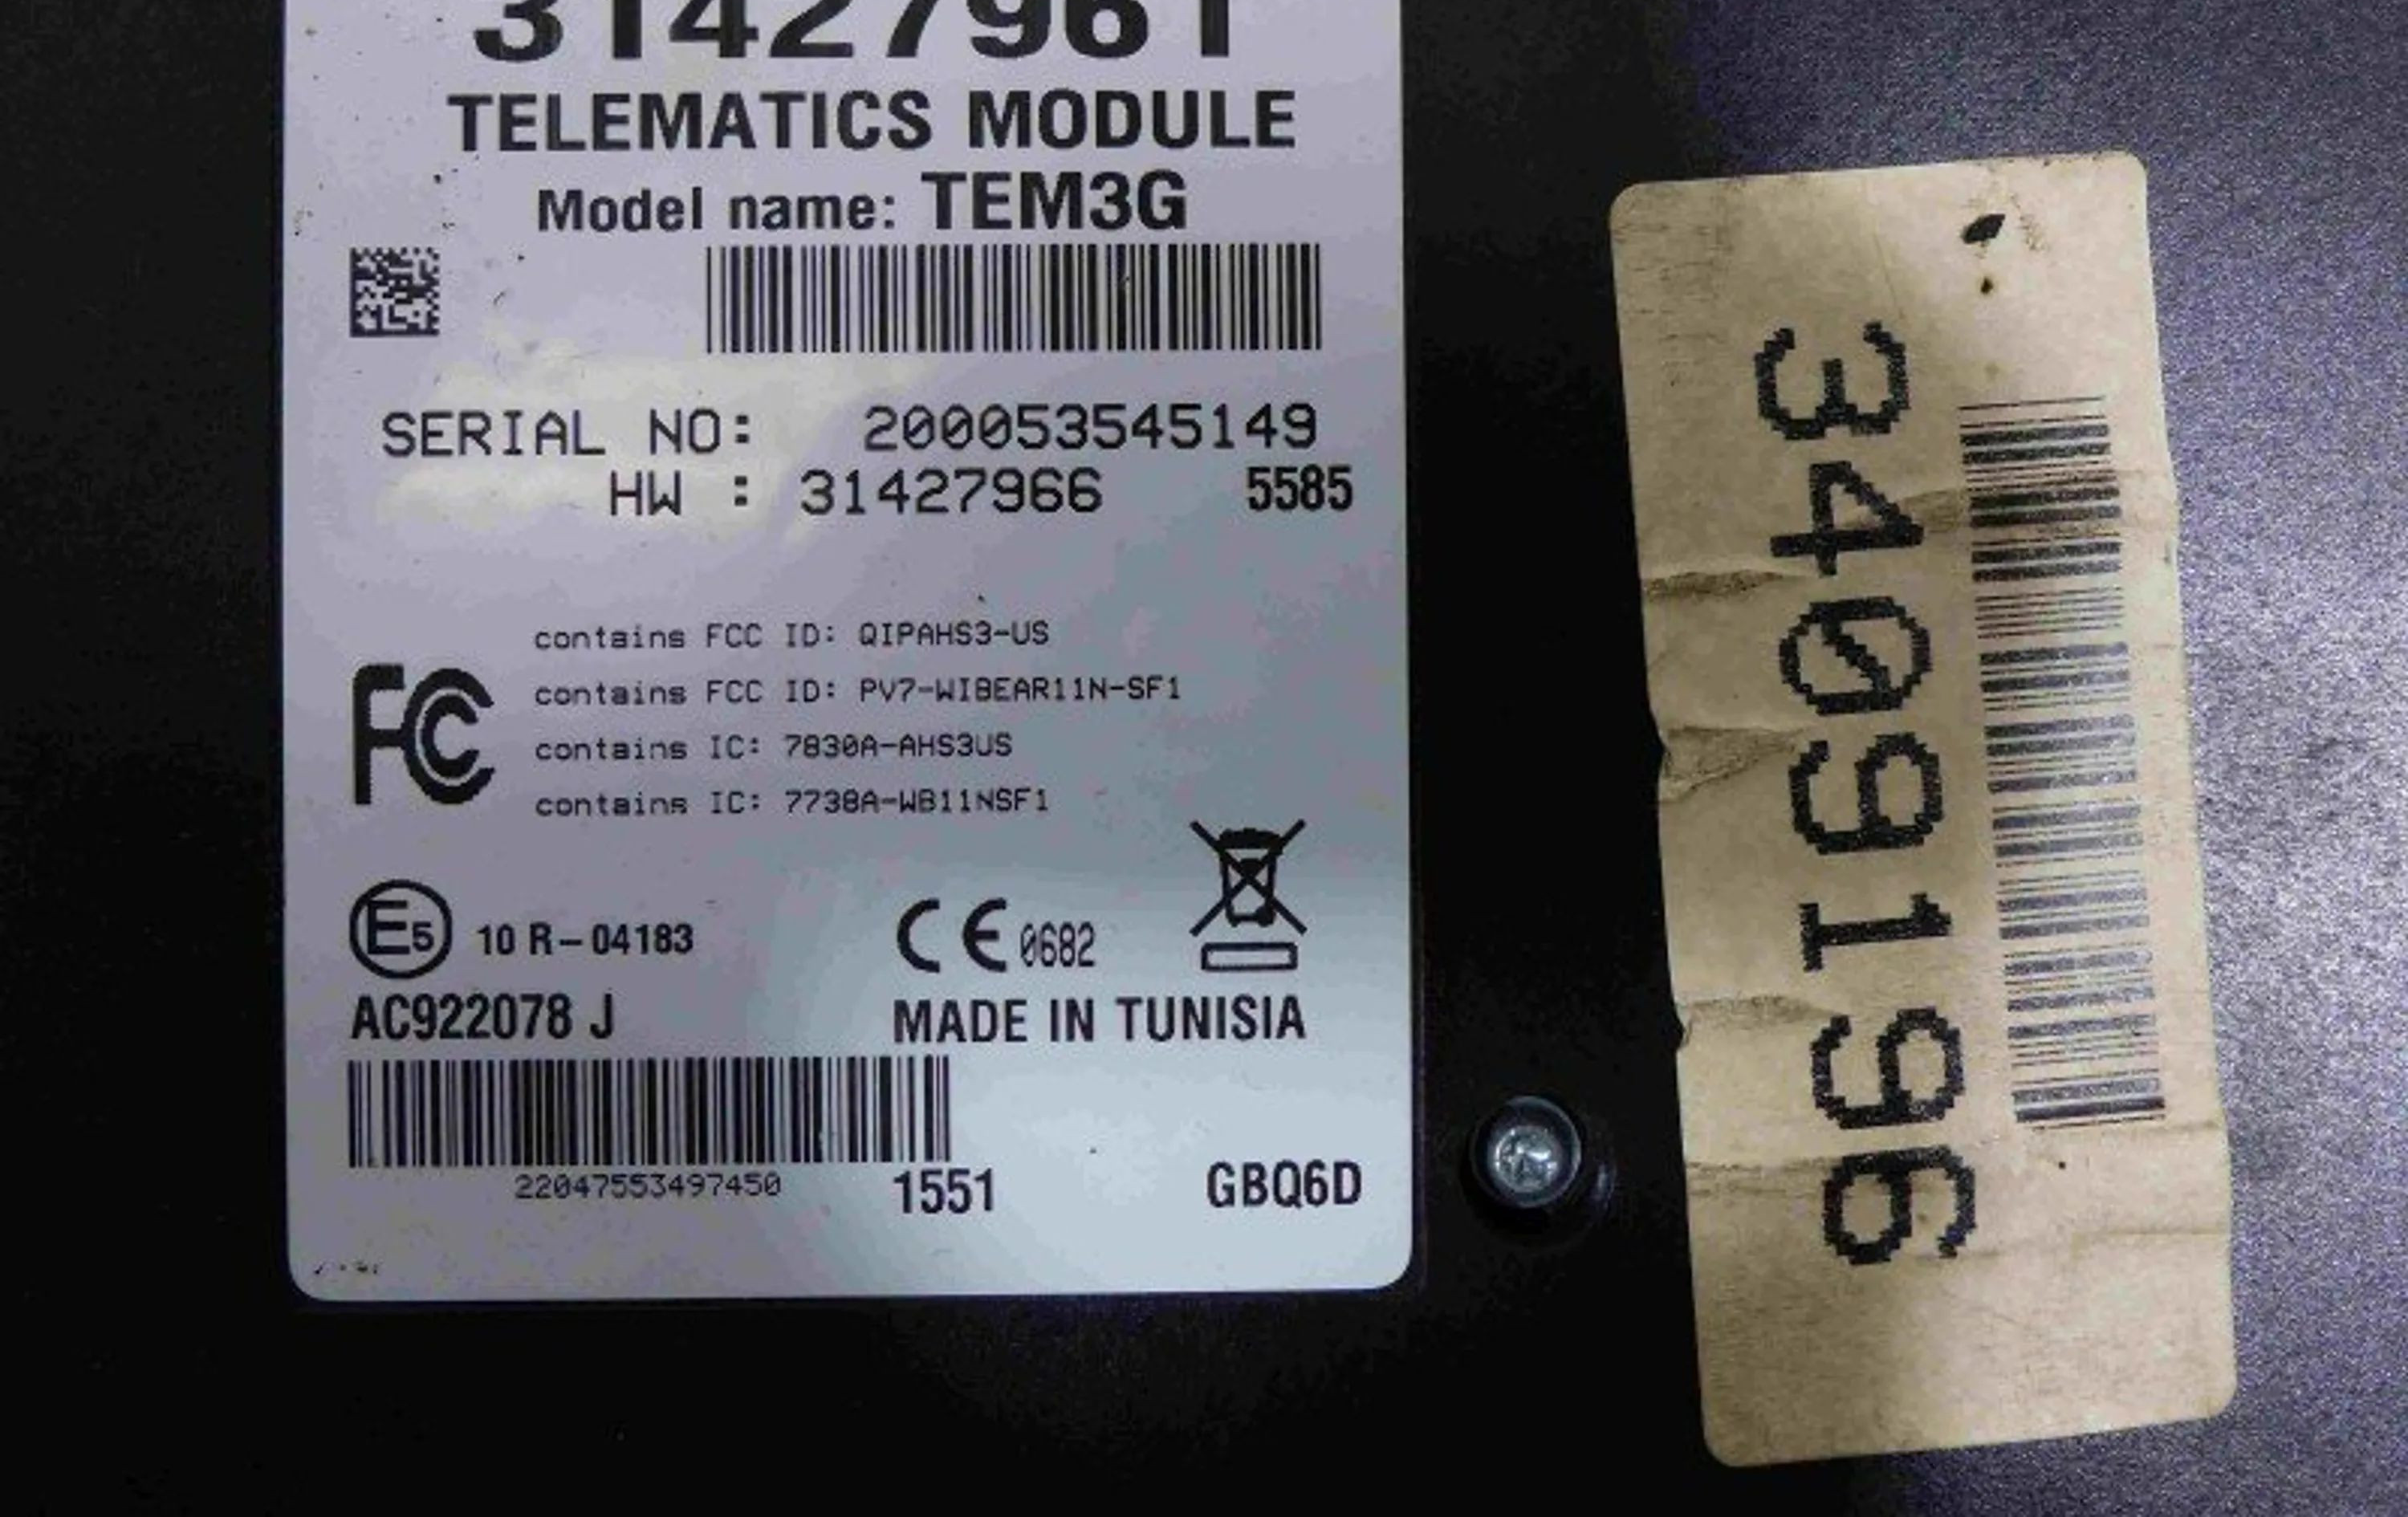 31427961
TELEMATICS MODULE
Model name: TEM3G
SERIAL NO: 200053545149
HW : 31427966 5585
contains FCC ID: QIPAHS3-US
contains FCC ID: PV7-WIBEAR11N-SF1
contains IC: 7830A-AHS3US
contains IC: 7738A-WB11NSF1
FC
E5 10 R-04183
CE 0682
AC922078 J
MADE IN TUNISIA
22047553497450 1551 GBQ6D
34091966